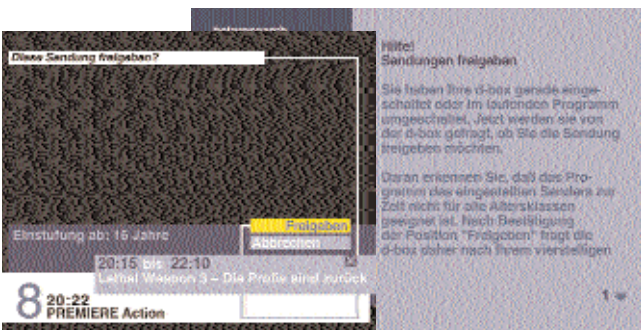 Diese Sendung freigeben?
Freigeben
Einstufung ab: 16 Jahre
Abbrechen
20:15 bis 22:10
Lethal Weapon 3 – Die Profis sind zurück
8 20:22
PREMIERE Action
Hilfe!
Sendungen freigeben
Sie haben Ihre d-box gerade einge-
schaltet oder im laufenden Programm
umgeschaltet. Jetzt werden sie von
der d-box gefragt, ob Sie die Sendung
freigeben möchten.
Daran erkennen Sie, daß das Pro-
gramm des eingestellten Senders zur
Zeit nicht für alle Altersklassen
geeignet ist. Nach Bestätigung
der Position "Freigeben" fragt die
d-box daher nach Ihrem vierstelligen
1